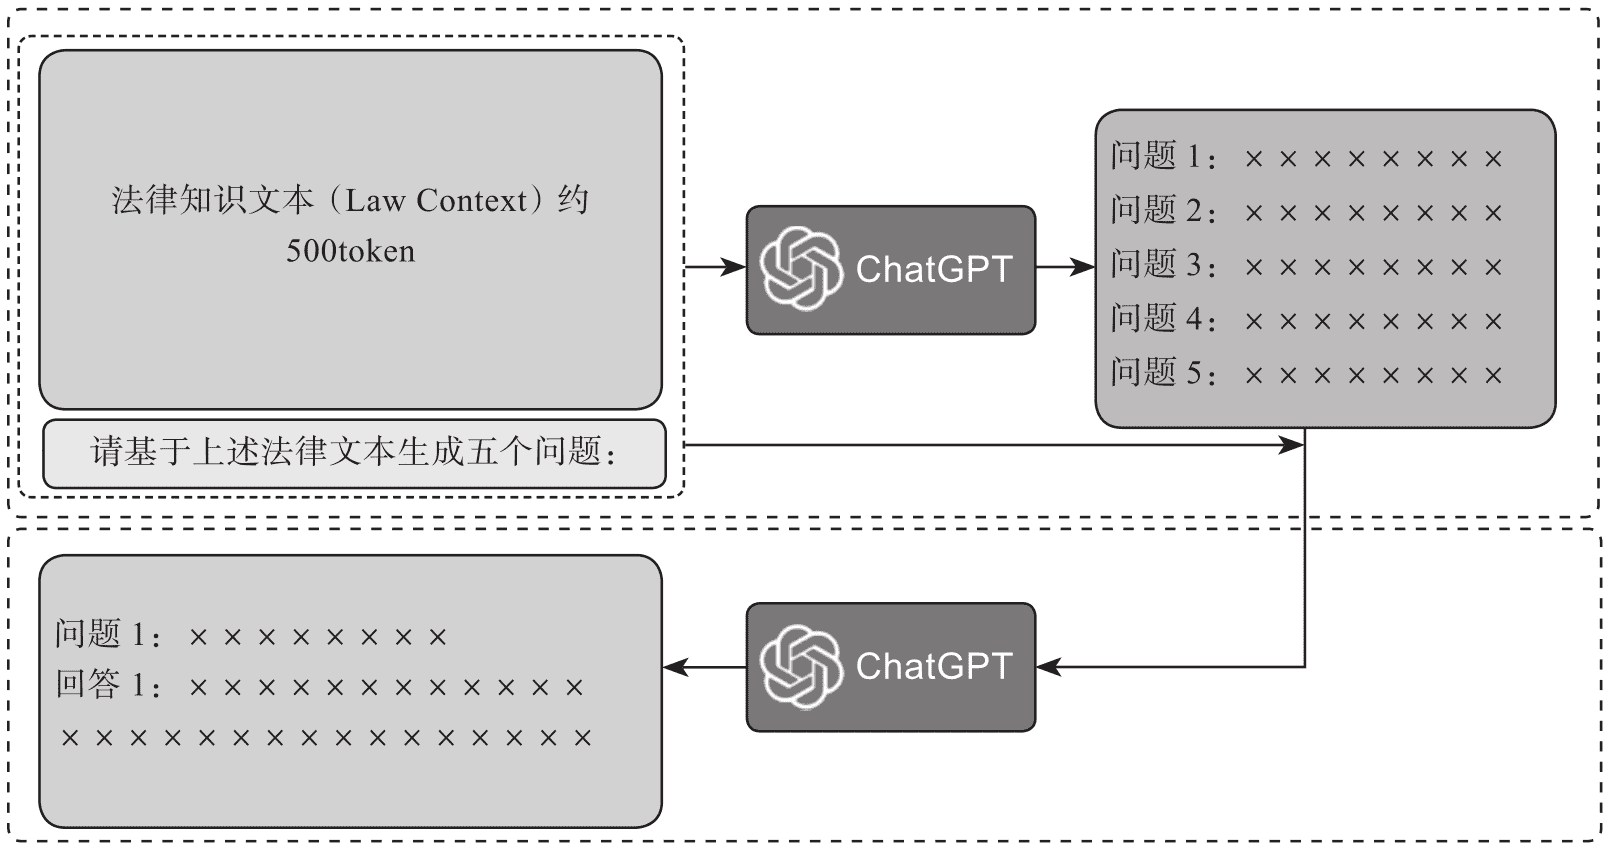 法律知识文本（Law Context）约
500token
请基于上述法律文本生成五个问题：
ChatGPT
问题 1： × × × × × × × ×
问题 2： × × × × × × × ×
问题 3： × × × × × × × ×
问题 4： × × × × × × × ×
问题 5： × × × × × × × ×
问题 1： × × × × × × × ×
回答 1： × × × × × × × × × × × ×
× × × × × × × × × × × × × × × ×
ChatGPT